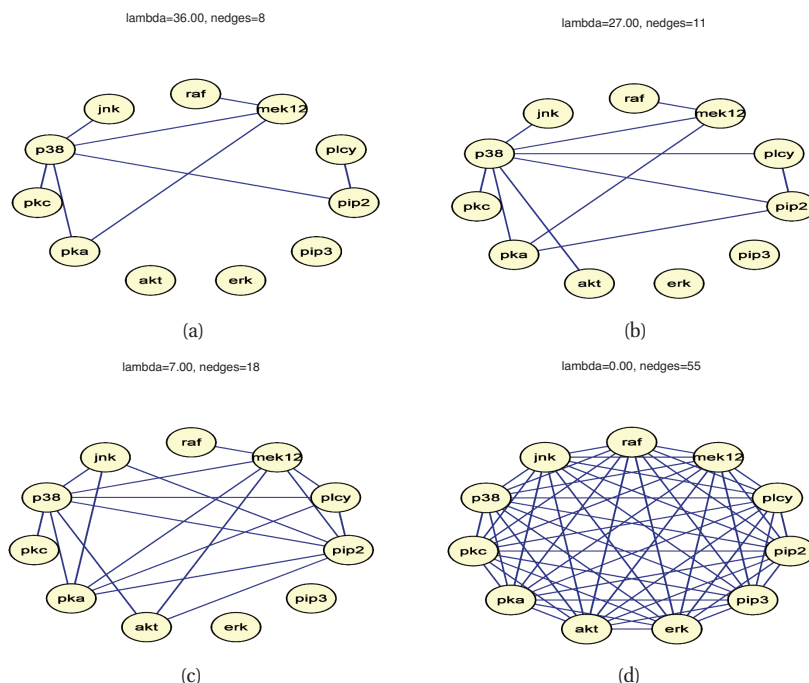 lambda=36.00, nedges=8
raf
jnk
mek12
p38
plcy
pkc
pip2
pka
pip3
akt
erk
(a)
lambda=27.00, nedges=11
raf
jnk
mek12
p38
plcy
pkc
pip2
pka
pip3
akt
erk
(b)
lambda=7.00, nedges=18
raf
jnk
mek12
p38
plcy
pkc
pip2
pka
pip3
akt
erk
(c)
lambda=0.00, nedges=55
raf
jnk
mek12
p38
plcy
pkc
pip2
pka
pip3
akt
erk
(d)